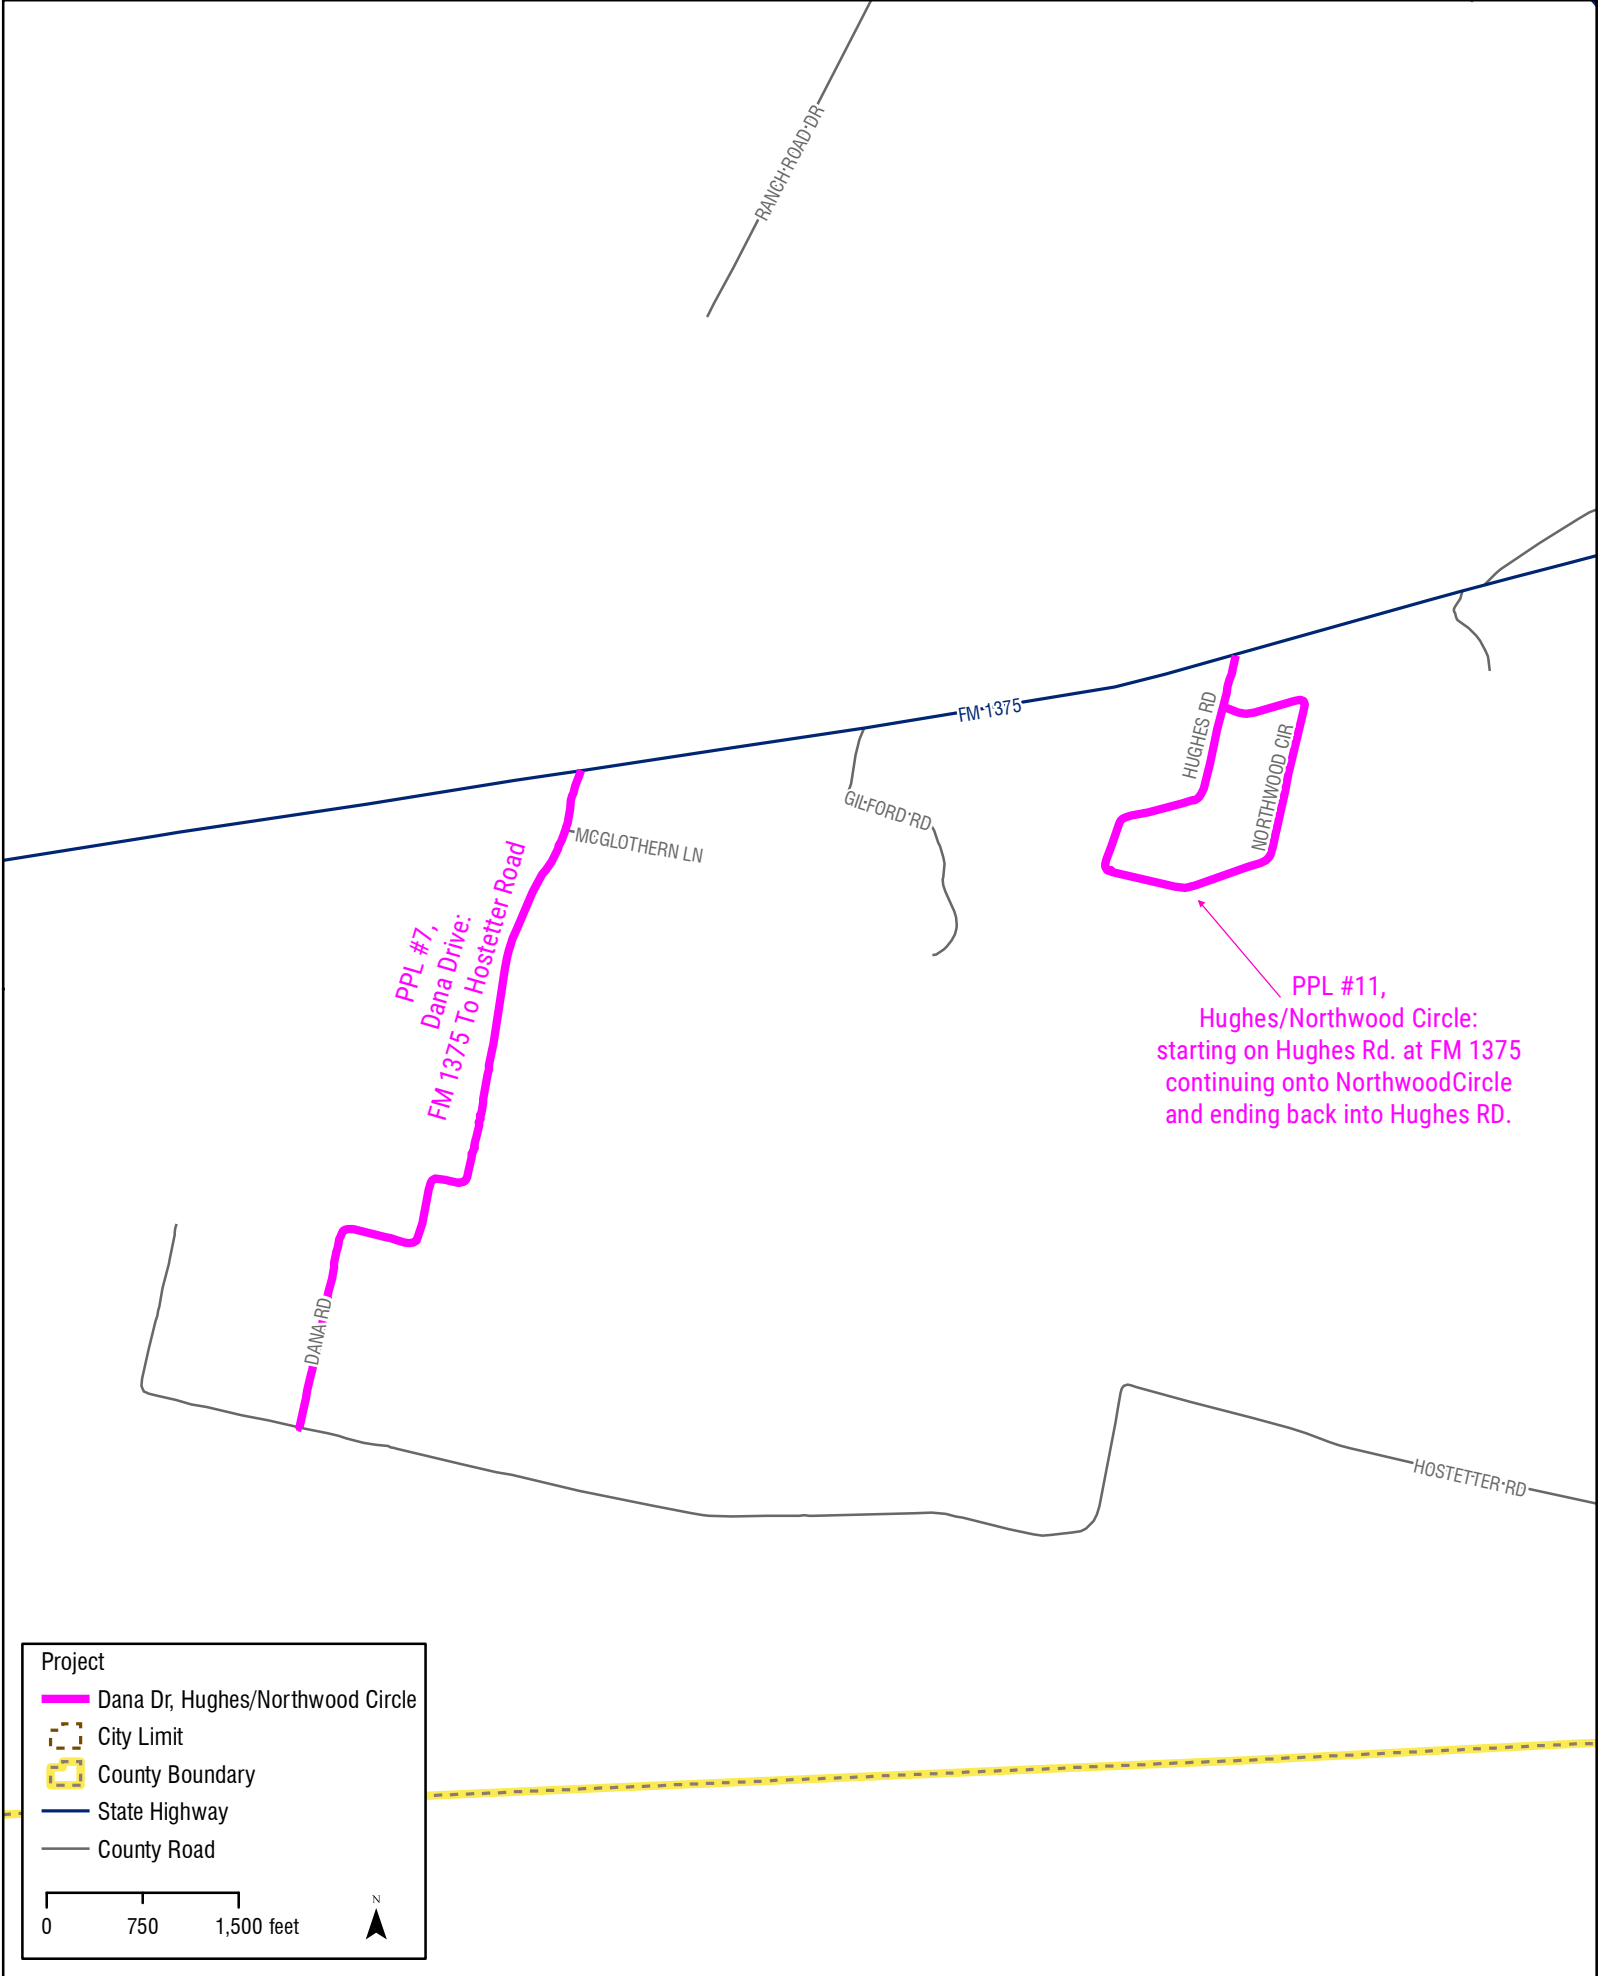 RANCH ROAD DR
FM 1375
HUGHES RD
NORTHWOOD CIR
GILFORD RD
MCGLOTHERN LN
PPL #7,
Dana Drive:
FM 1375 To Hostetter Road
PPL #11,
Hughes/Northwood Circle:
starting on Hughes Rd. at FM 1375
continuing onto NorthwoodCircle
and ending back into Hughes RD.
DANA RD
HOSTETTER RD
Project
Dana Dr, Hughes/Northwood Circle
City Limit
County Boundary
State Highway
County Road
N
0 750 1,500 feet